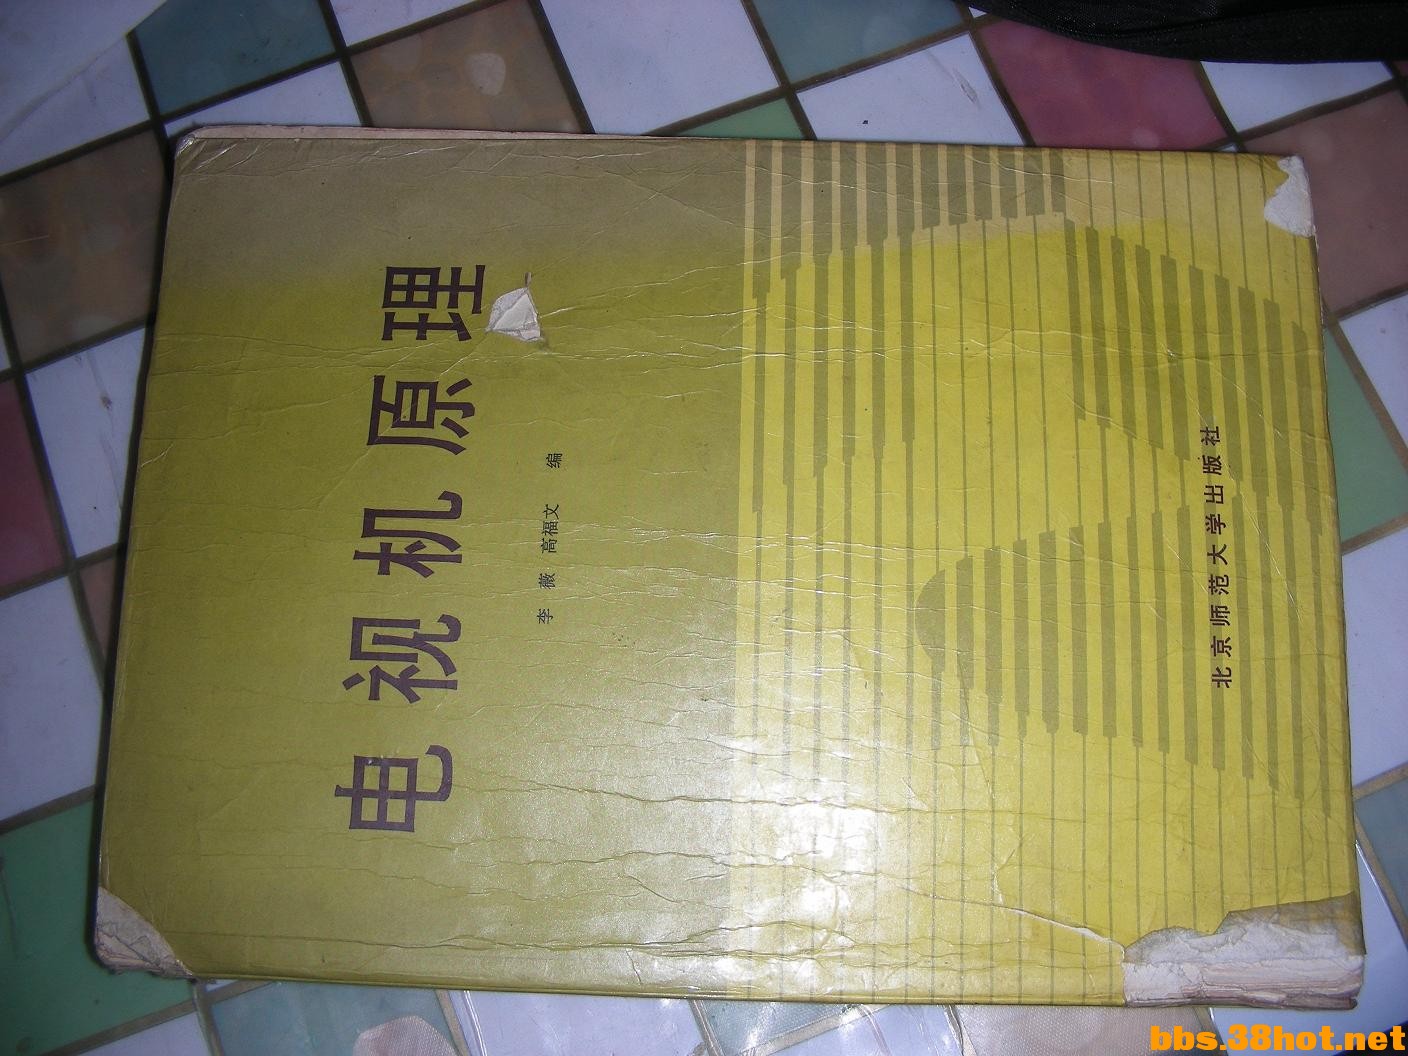 电视机原理
李薇 高福文 编
北京师范大学出版社
bbs.38hot.net